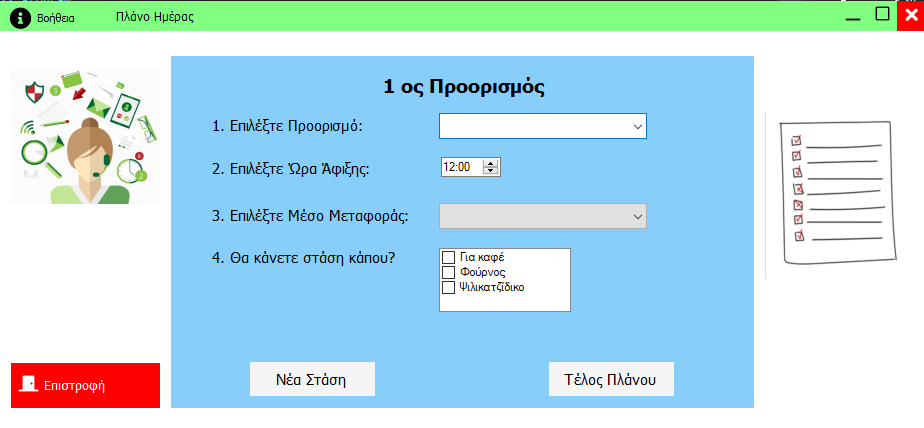 Βοήθεια
Πλάνο Ημέρας
1 ος Προορισμός
1. Επιλέξτε Προορισμό:
2. Επιλέξτε Ώρα Άφιξης:
12:00
3. Επιλέξτε Μέσο Μεταφοράς:
4. Θα κάνετε στάση κάπου?
Για καφέ
Φούρνος
Ψιλικατζίδικο
Επιστροφή
Νέα Στάση
Τέλος Πλάνου